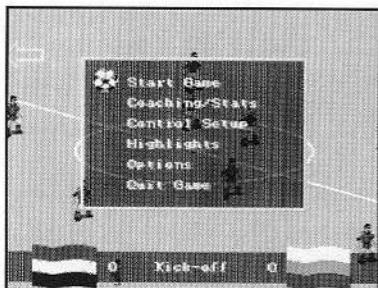 Start Game
Coaching/Stats
Control Setup
Highlights
Options
Quit Game
0 Kick-off 0